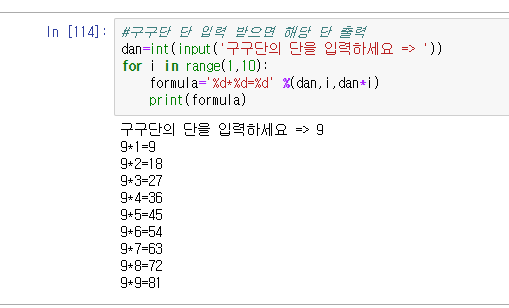 In [114]:
#구구단 단 입력 받으면 해당 단 출력
dan=int(input('구구단의 단을 입력하세요 => '))
for i in range(1,10):
    formula='%d*%d=%d' %(dan,i,dan*i)
    print(formula)
구구단의 단을 입력하세요 => 9
9*1=9
9*2=18
9*3=27
9*4=36
9*5=45
9*6=54
9*7=63
9*8=72
9*9=81